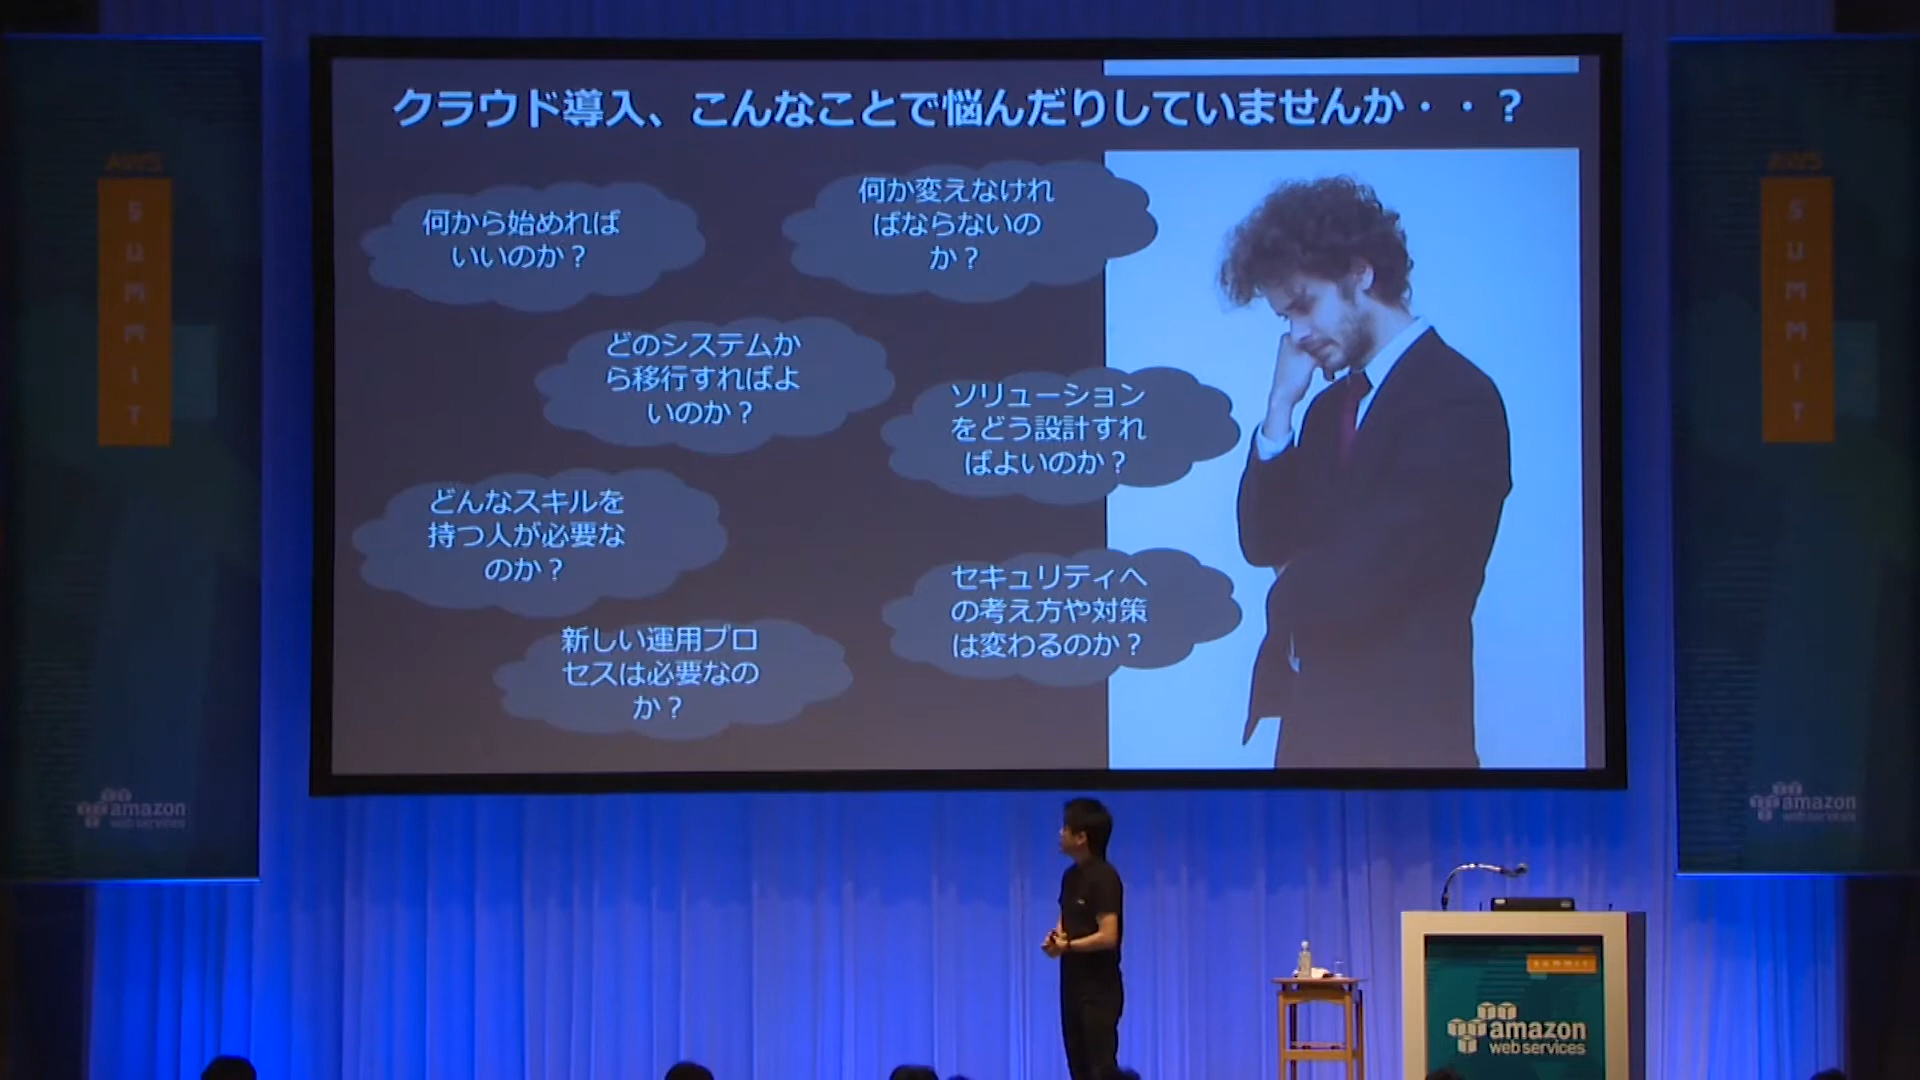 クラウド導入、こんなことで悩んだりしていませんか・・？
何から始めれば
いいのか？
何か変えなけれ
ばならないの
か？
どのシステムか
ら移行すればよ
いのか？
ソリューション
をどう設計すれ
ばよいのか？
どんなスキルを
持つ人が必要な
のか？
セキュリティへ
の考え方や対策
は変わるのか？
新しい運用プロ
セスは必要なの
か？
AWS
SUMMIT
amazon
web services
AWS
SUMMIT
amazon
web services
SUMMIT
amazon
web services